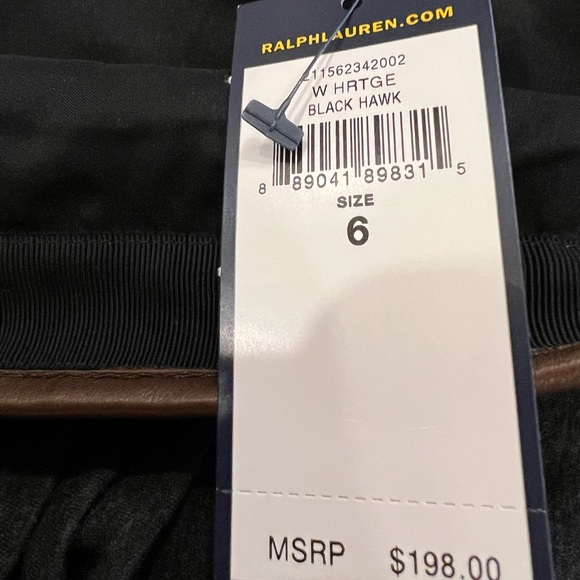 RALPHLAUREN.COM
211562342002
W HRTGE
BLACK HAWK
8 89041 89831 5
SIZE
6
MSRP $198.00